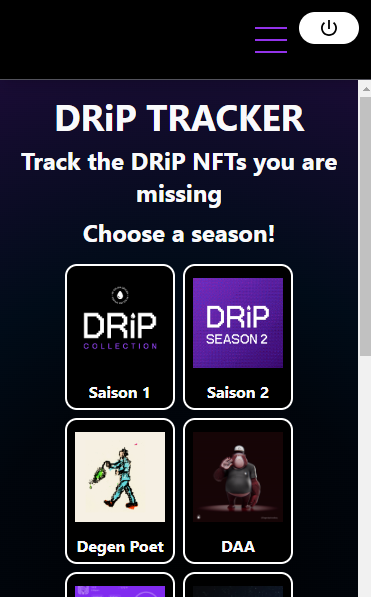 DRiP TRACKER
Track the DRiP NFTs you are
missing
Choose a season!
DRiP
COLLECTION
Saison 1
DRiP
SEASON 2
Saison 2
Degen Poet
DAA